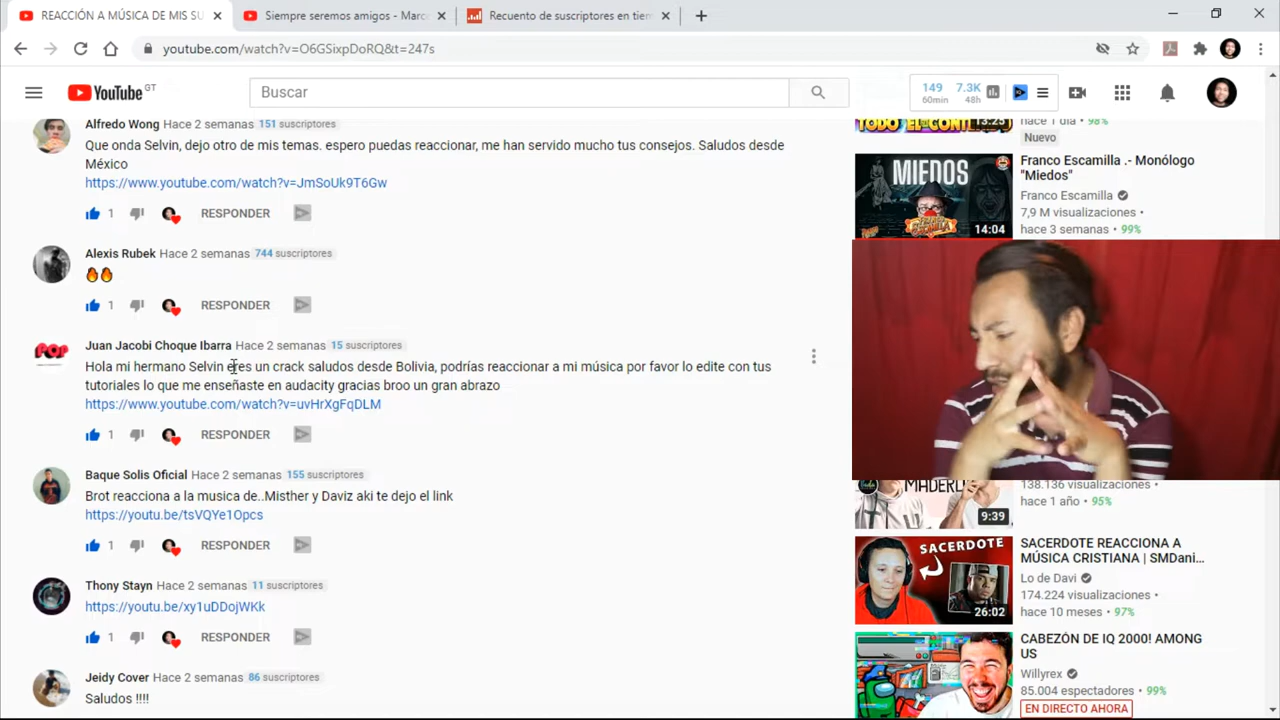 REACCIÓN A MÚSICA DE MIS SU
Siempre seremos amigos - Marc
Recuento de suscriptores en tiem
youtube.com/watch?v=O6GSixpDoRQ&t=247s
YouTube GT
Buscar
149 60min
7.3K 48h
Alfredo Wong Hace 2 semanas 151 suscriptores
Que onda Selvin, dejo otro de mis temas. espero puedas reaccionar, me han servido mucho tus consejos. Saludos desde
México
https://www.youtube.com/watch?v=JmSoUk9T6Gw
1 RESPONDER
Alexis Rubek Hace 2 semanas 744 suscriptores
🔥🔥
1 RESPONDER
Juan Jacobi Choque Ibarra Hace 2 semanas 15 suscriptores
POP
Hola mi hermano Selvin eres un crack saludos desde Bolivia, podrías reaccionar a mi música por favor lo edite con tus
tutoriales lo que me enseñaste en audacity gracias broo un gran abrazo
https://www.youtube.com/watch?v=uvHrXgFqDLM
1 RESPONDER
Baque Solis Oficial Hace 2 semanas 155 suscriptores
Brot reacciona a la musica de..Misther y Daviz akí te dejo el link
https://youtu.be/tsVQYe1Opcs
1 RESPONDER
Thony Stayn Hace 2 semanas 11 suscriptores
https://youtu.be/xy1uDDojWKk
1 RESPONDER
Jeidy Cover Hace 2 semanas 86 suscriptores
Saludos !!!!
TODO EL CONTENI
13:25
hace 1 día 98%
Nuevo
MIEDOS
14:04
Franco Escamilla .- Monólogo
"Miedos"
Franco Escamilla
7,9 M visualizaciones •
hace 3 semanas 99%
9:39
138.136 visualizaciones •
hace 1 año 95%
SACERDOTE
26:02
SACERDOTE REACCIONA A
MÚSICA CRISTIANA | SMDani...
Lo de Davi
174.224 visualizaciones •
hace 10 meses 97%
CABEZÓN DE IQ 2000! AMONG
US
Willyrex
85.004 espectadores • 99%
EN DIRECTO AHORA